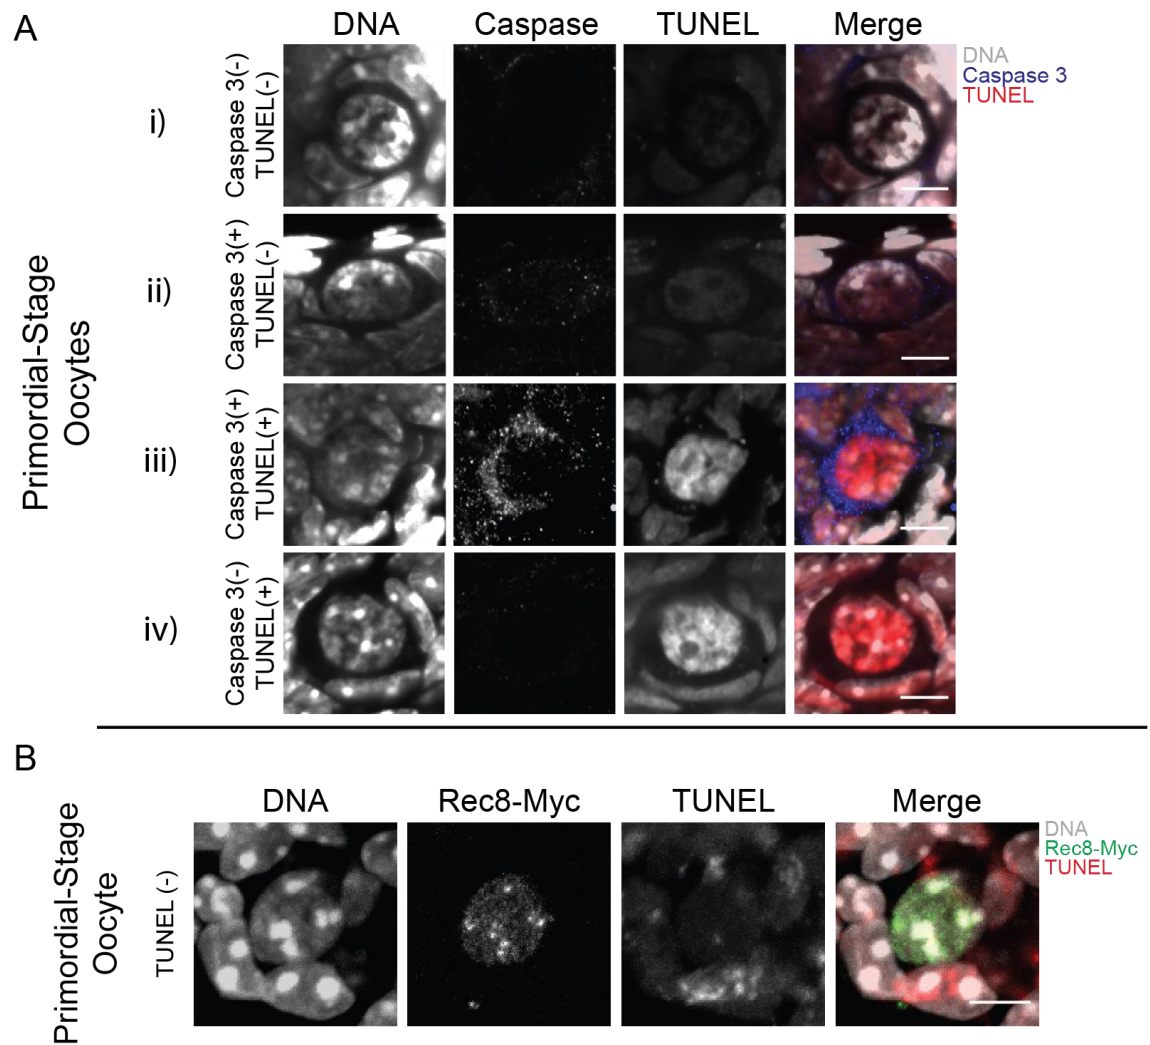 A
DNA Caspase TUNEL Merge
DNA
Caspase 3
TUNEL
Primordial-Stage
Oocytes
i)
Caspase 3(-)
TUNEL(-)
ii)
Caspase 3(+)
TUNEL(-)
iii)
Caspase 3(+)
TUNEL(+)
iv)
Caspase 3(-)
TUNEL(+)
B
DNA Rec8-Myc TUNEL Merge
DNA
Rec8-Myc
TUNEL
Primordial-Stage
Oocyte
TUNEL (-)